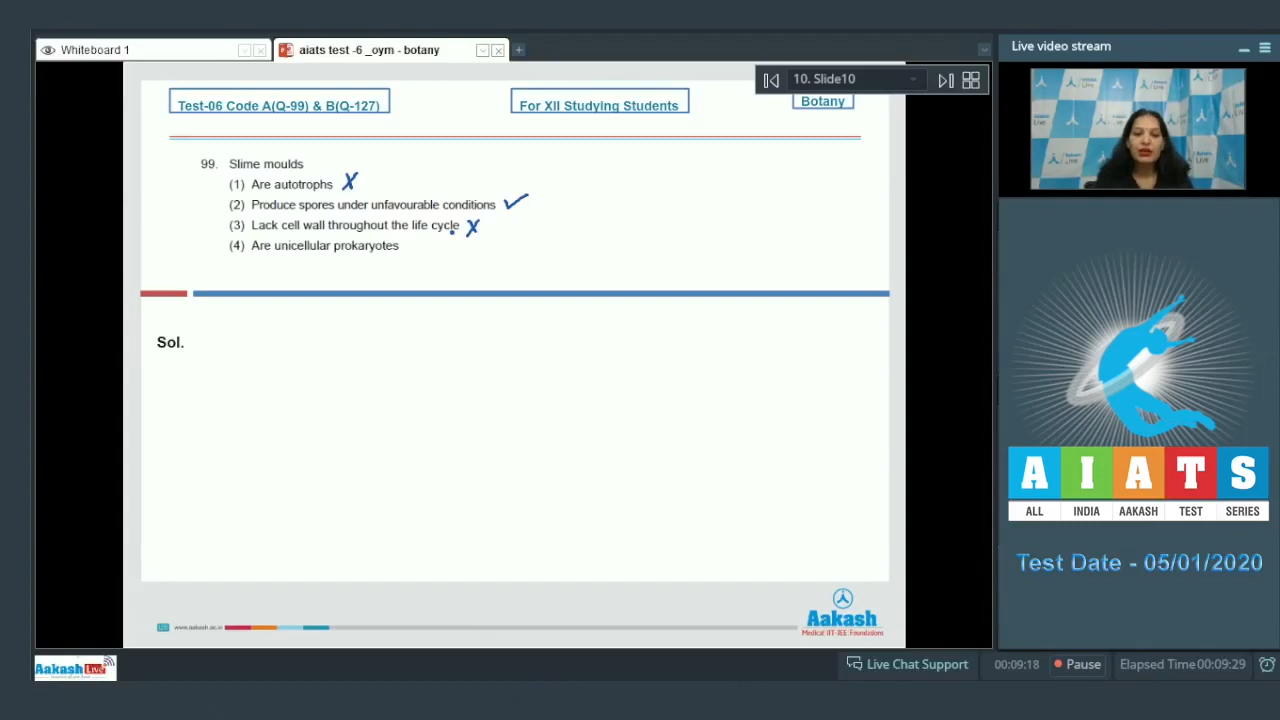 Whiteboard 1
aiats test -6 _oym - botany
Live video stream
10. Slide10
Test-06 Code A(Q-99) & B(Q-127)
For XII Studying Students
Botany
99. Slime moulds
(1) Are autotrophs
(2) Produce spores under unfavourable conditions
(3) Lack cell wall throughout the life cycle
(4) Are unicellular prokaryotes
Sol.
A I A T S
ALL INDIA AAKASH TEST SERIES
Test Date - 05/01/2020
www.aakash.ac.in
Aakash
Medical IIT-JEE Foundations
Aakash Live
Live Chat Support
00:09:18
Pause
Elapsed Time 00:09:29